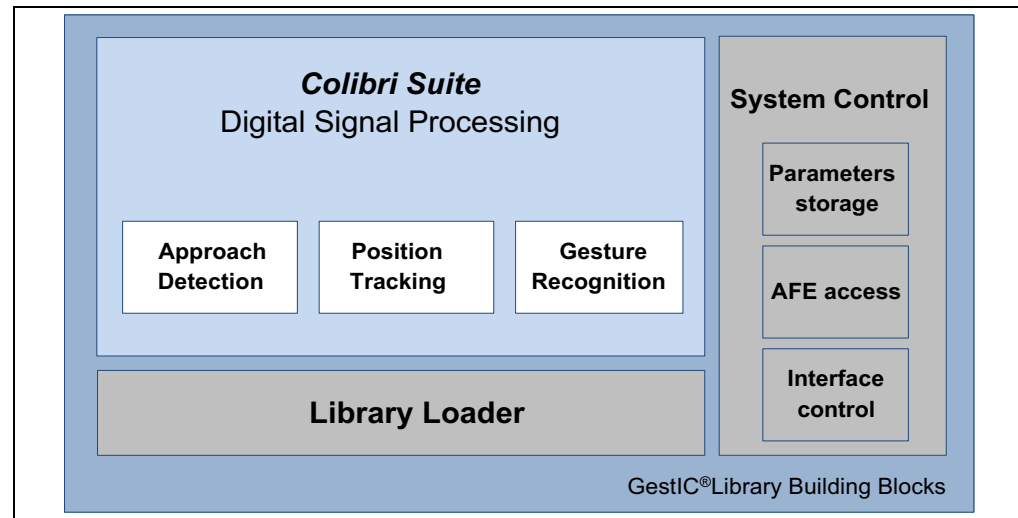 Colibri Suite
Digital Signal Processing
Approach
Detection
Position
Tracking
Gesture
Recognition
Library Loader
System Control
Parameters
storage
AFE access
Interface
control
GestIC®Library Building Blocks